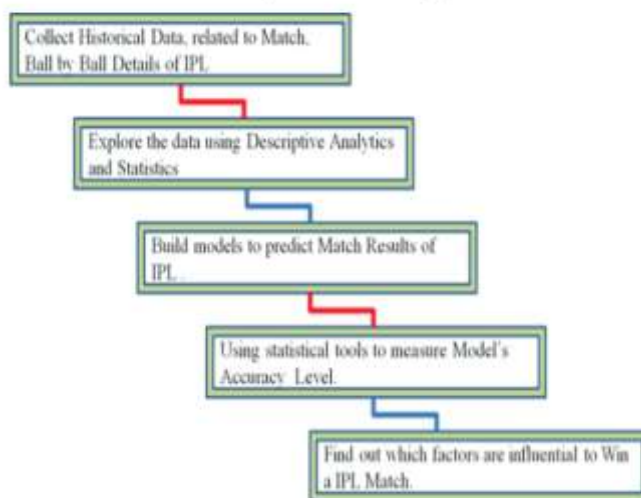 Collect Historical Data, related to Match,
Ball by Ball Details of IPL
Explore the data using Descriptive Analytics
and Statistics
Build models to predict Match Results of
IPL .
Using statistical tools to measure Model's
Accuracy Level.
Find out which factors are influential to Win
a IPL Match.